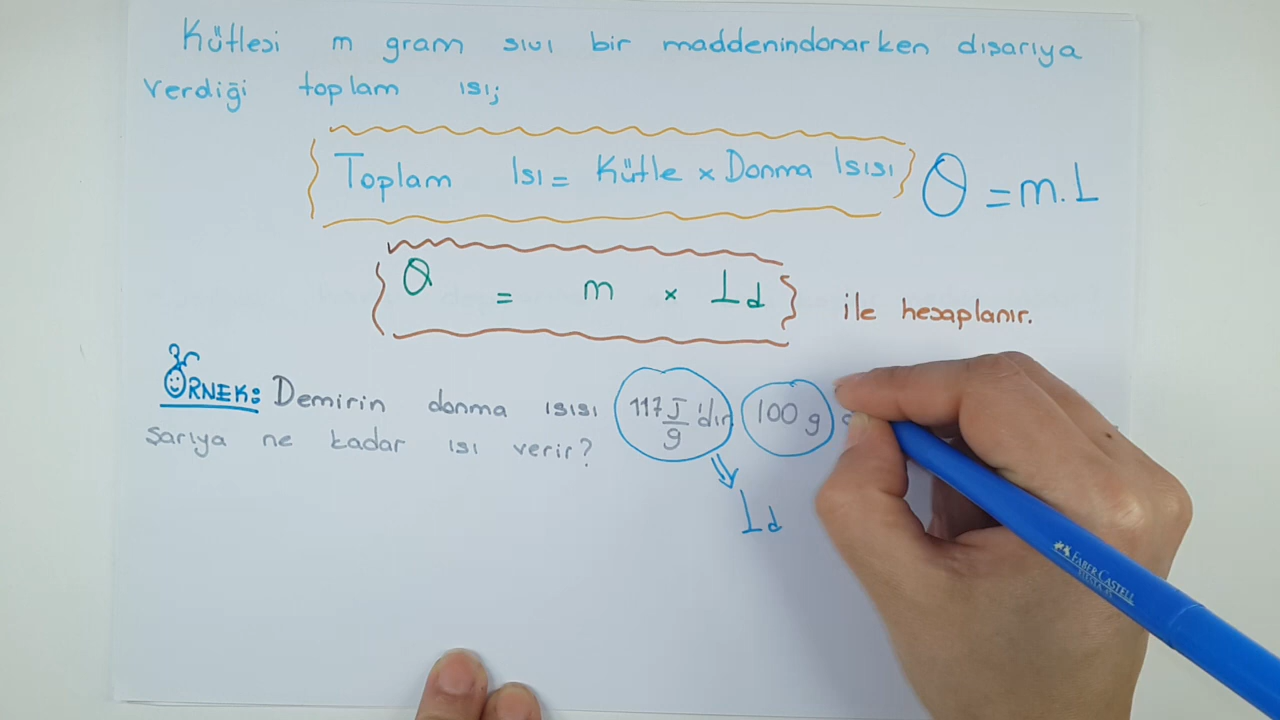 Kütlesi m gram sıvı bir maddenindonarken dışarıya
verdiği toplam ısı;
Toplam Isı = Kütle x Donma Isısı
Q = m.L
Q = m x Ld
ile hesaplanır.
ÖRNEK: Demirin donma ısısı 117 J/g 'dır 100 g
şarıya ne kadar ısı verir?
Ld
FABER CASTELL